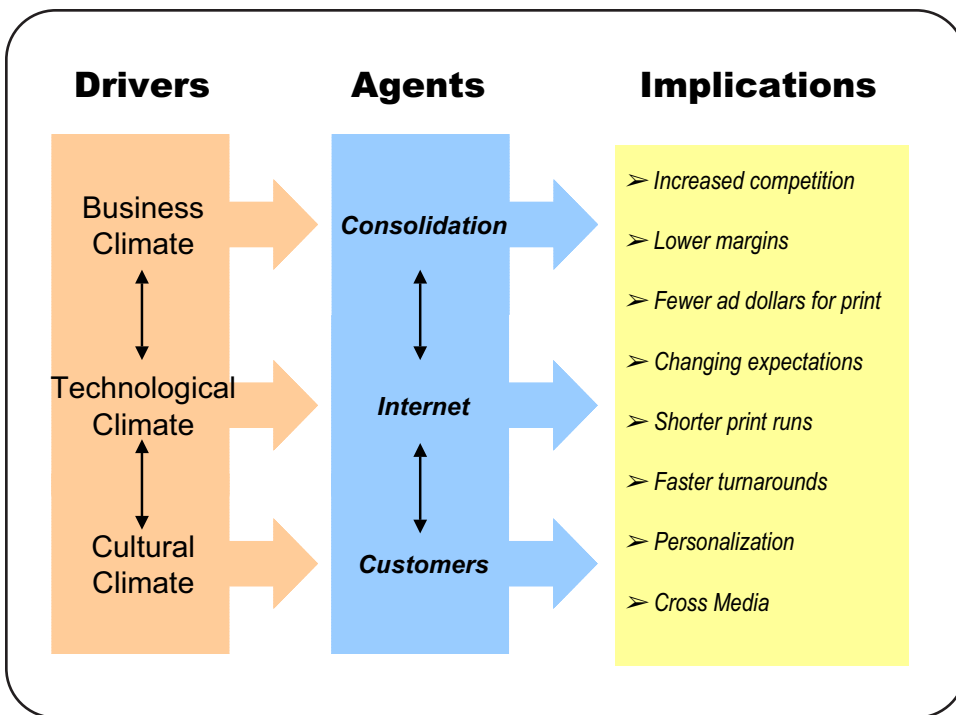 Drivers
Agents
Implications
Business
Climate
Technological
Climate
Cultural
Climate
Consolidation
Internet
Customers
➢ Increased competition
➢ Lower margins
➢ Fewer ad dollars for print
➢ Changing expectations
➢ Shorter print runs
➢ Faster turnarounds
➢ Personalization
➢ Cross Media